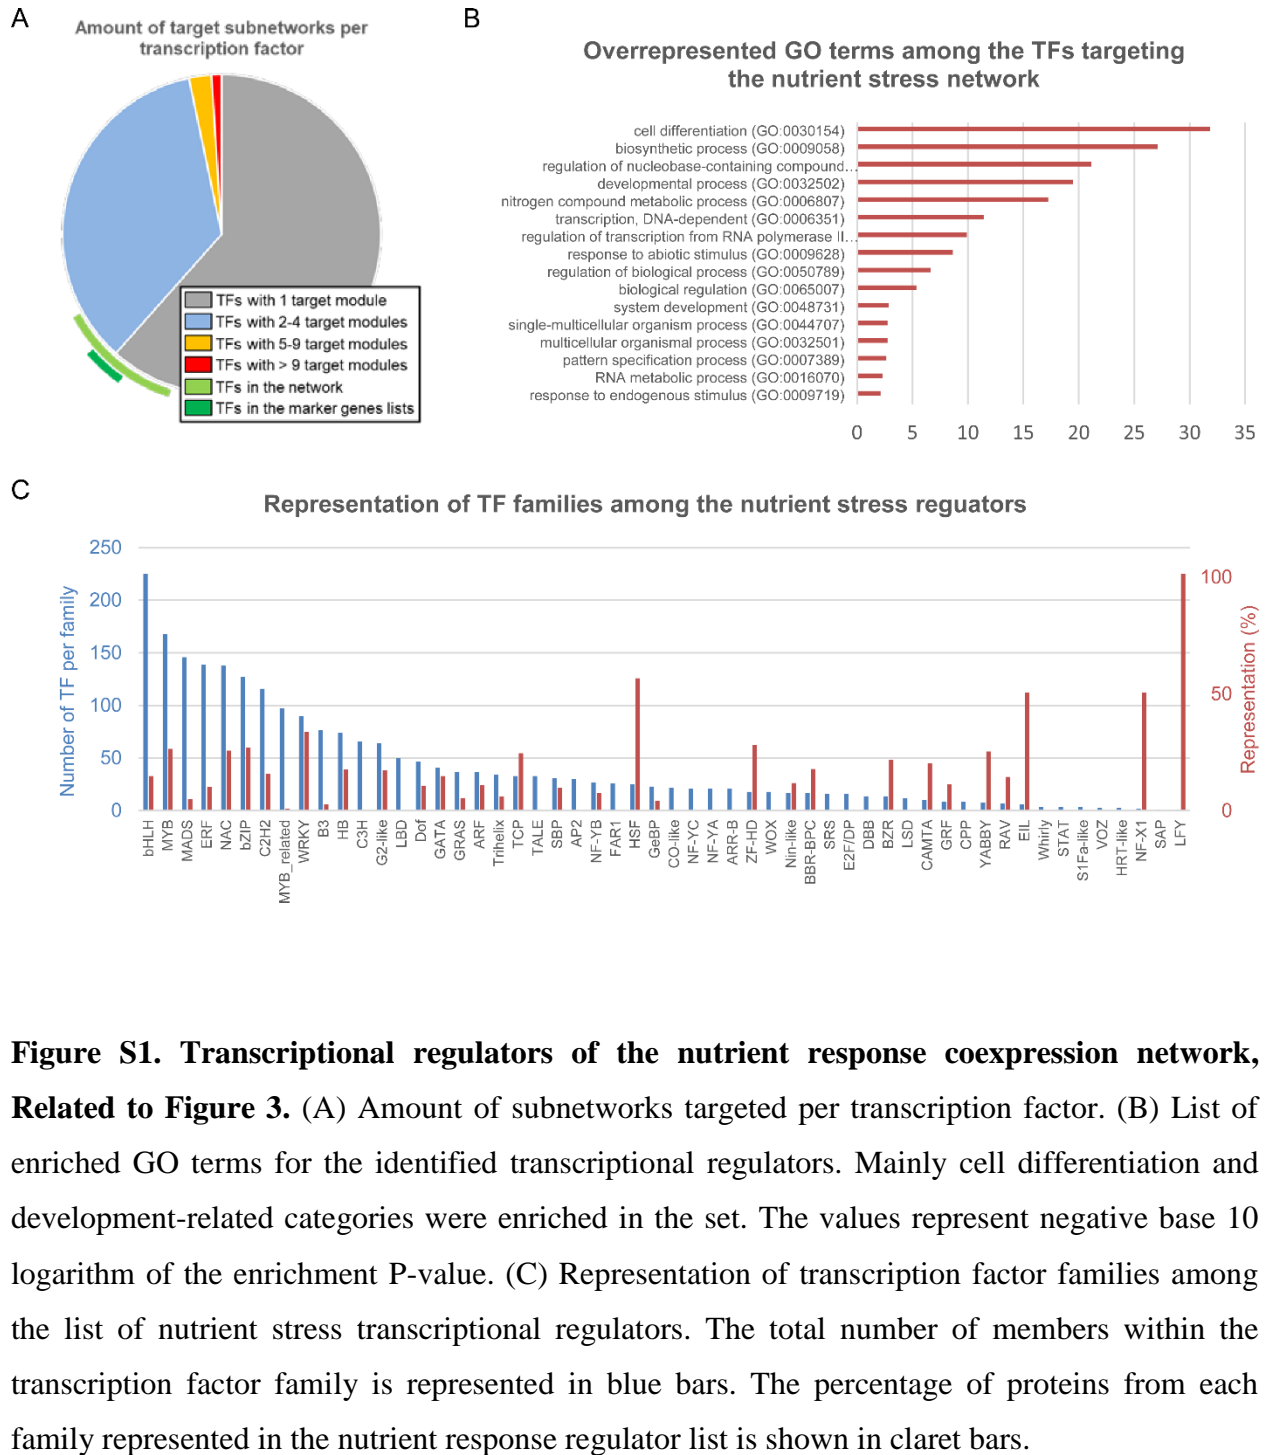 A
Amount of target subnetworks per
transcription factor
TFs with 1 target module
TFs with 2-4 target modules
TFs with 5-9 target modules
TFs with > 9 target modules
TFs in the network
TFs in the marker genes lists
B
Overrepresented GO terms among the TFs targeting
the nutrient stress network
cell differentiation (GO:0030154)
biosynthetic process (GO:0009058)
regulation of nucleobase-containing compound…
developmental process (GO:0032502)
nitrogen compound metabolic process (GO:0006807)
transcription, DNA-dependent (GO:0006351)
regulation of transcription from RNA polymerase II…
response to abiotic stimulus (GO:0009628)
regulation of biological process (GO:0050789)
biological regulation (GO:0065007)
system development (GO:0048731)
single-multicellular organism process (GO:0044707)
multicellular organismal process (GO:0032501)
pattern specification process (GO:0007389)
RNA metabolic process (GO:0016070)
response to endogenous stimulus (GO:0009719)
0 5 10 15 20 25 30 35
C
Representation of TF families among the nutrient stress reguators
Number of TF per family
250
200
150
100
50
0
100
50
0
Representation (%)
bHLH
MYB
MADS
ERF
NAC
bZIP
C2H2
MYB_related
WRKY
B3
HB
C3H
G2-like
LBD
Dof
GATA
GRAS
ARF
Trihelix
TCP
TALE
SBP
AP2
NF-YB
FAR1
HSF
GeBP
CO-like
NF-YC
NF-YA
ARR-B
ZF-HD
WOX
Nin-like
BBR-BPC
SRS
E2F/DP
DBB
BZR
LSD
CAMTA
GRF
CPP
YABBY
RAV
EIL
Whirly
STAT
S1Fa-like
VOZ
HRT-like
NF-X1
SAP
LFY
Figure S1. Transcriptional regulators of the nutrient response coexpression network,
Related to Figure 3. (A) Amount of subnetworks targeted per transcription factor. (B) List of
enriched GO terms for the identified transcriptional regulators. Mainly cell differentiation and
development-related categories were enriched in the set. The values represent negative base 10
logarithm of the enrichment P-value. (C) Representation of transcription factor families among
the list of nutrient stress transcriptional regulators. The total number of members within the
transcription factor family is represented in blue bars. The percentage of proteins from each
family represented in the nutrient response regulator list is shown in claret bars.